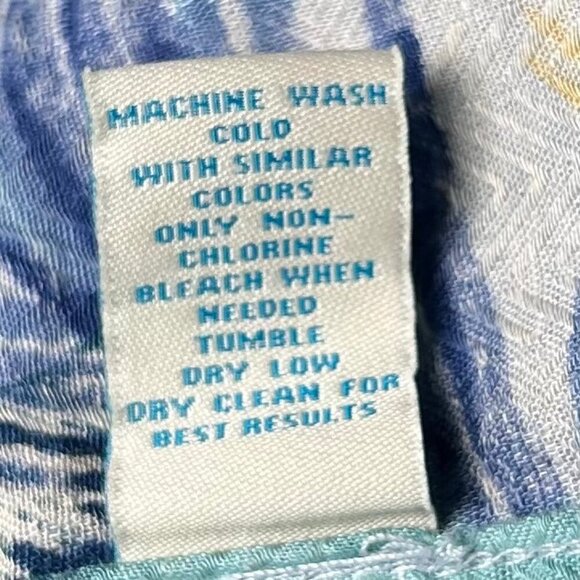 MACHINE WASH
COLD
WITH SIMILAR
COLORS
ONLY NON-
CHLORINE
BLEACH WHEN
NEEDED
TUMBLE
DRY LOW
DRY CLEAN FOR
BEST RESULTS